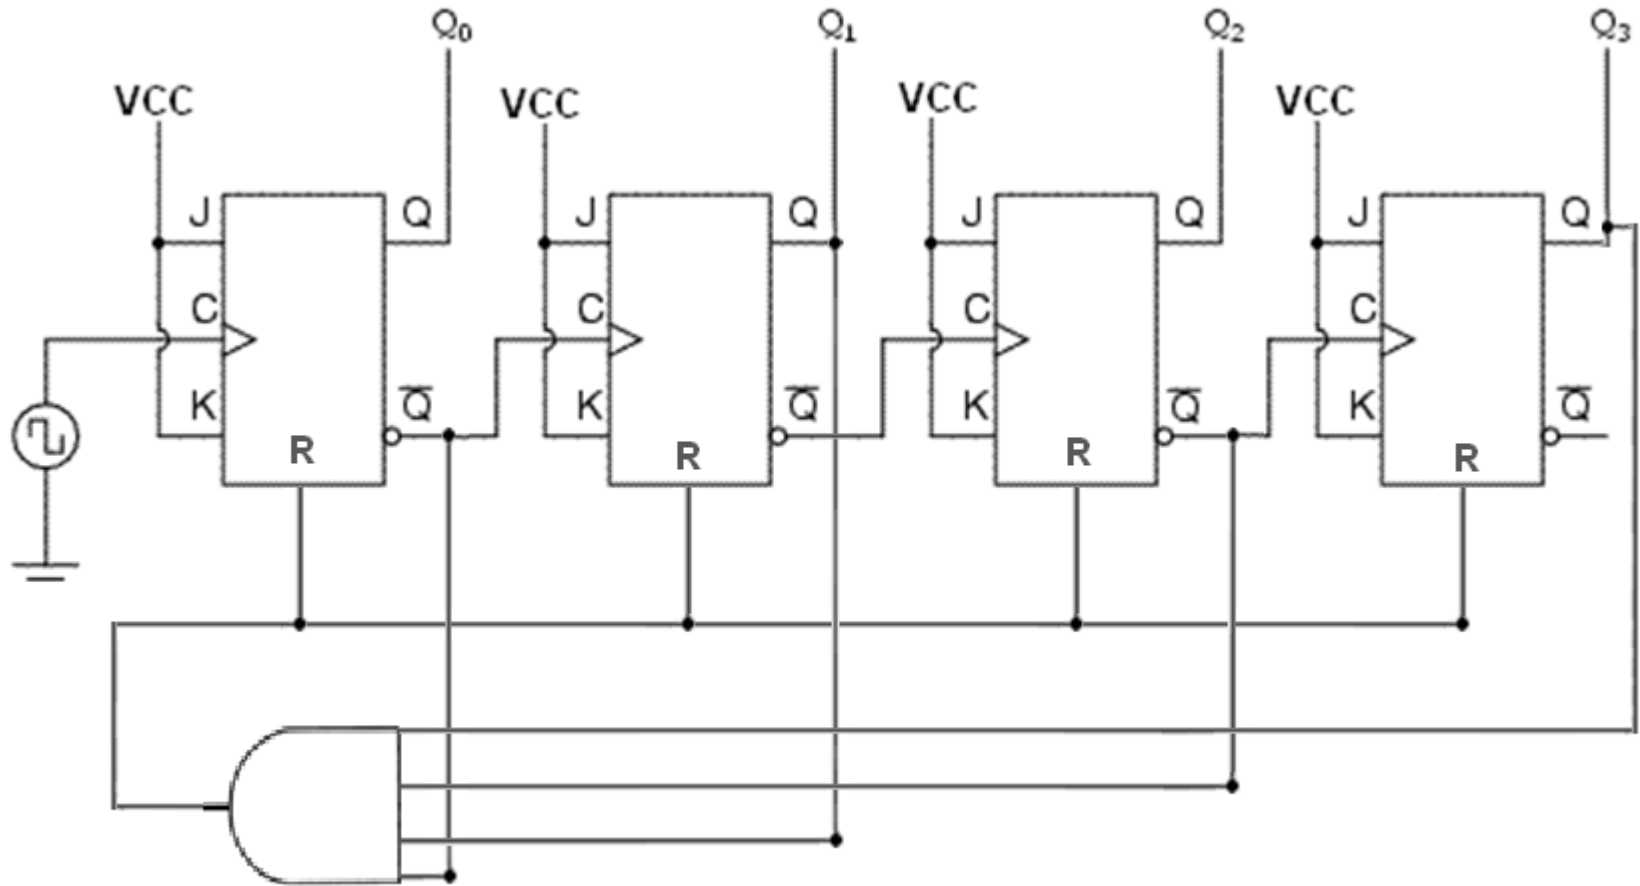 Q₀ Q₁ Q₂ Q₃
VCC VCC VCC VCC
J Q J Q J Q J Q
C C C C
K Q̅ K Q̅ K Q̅ K Q̅
R R R R